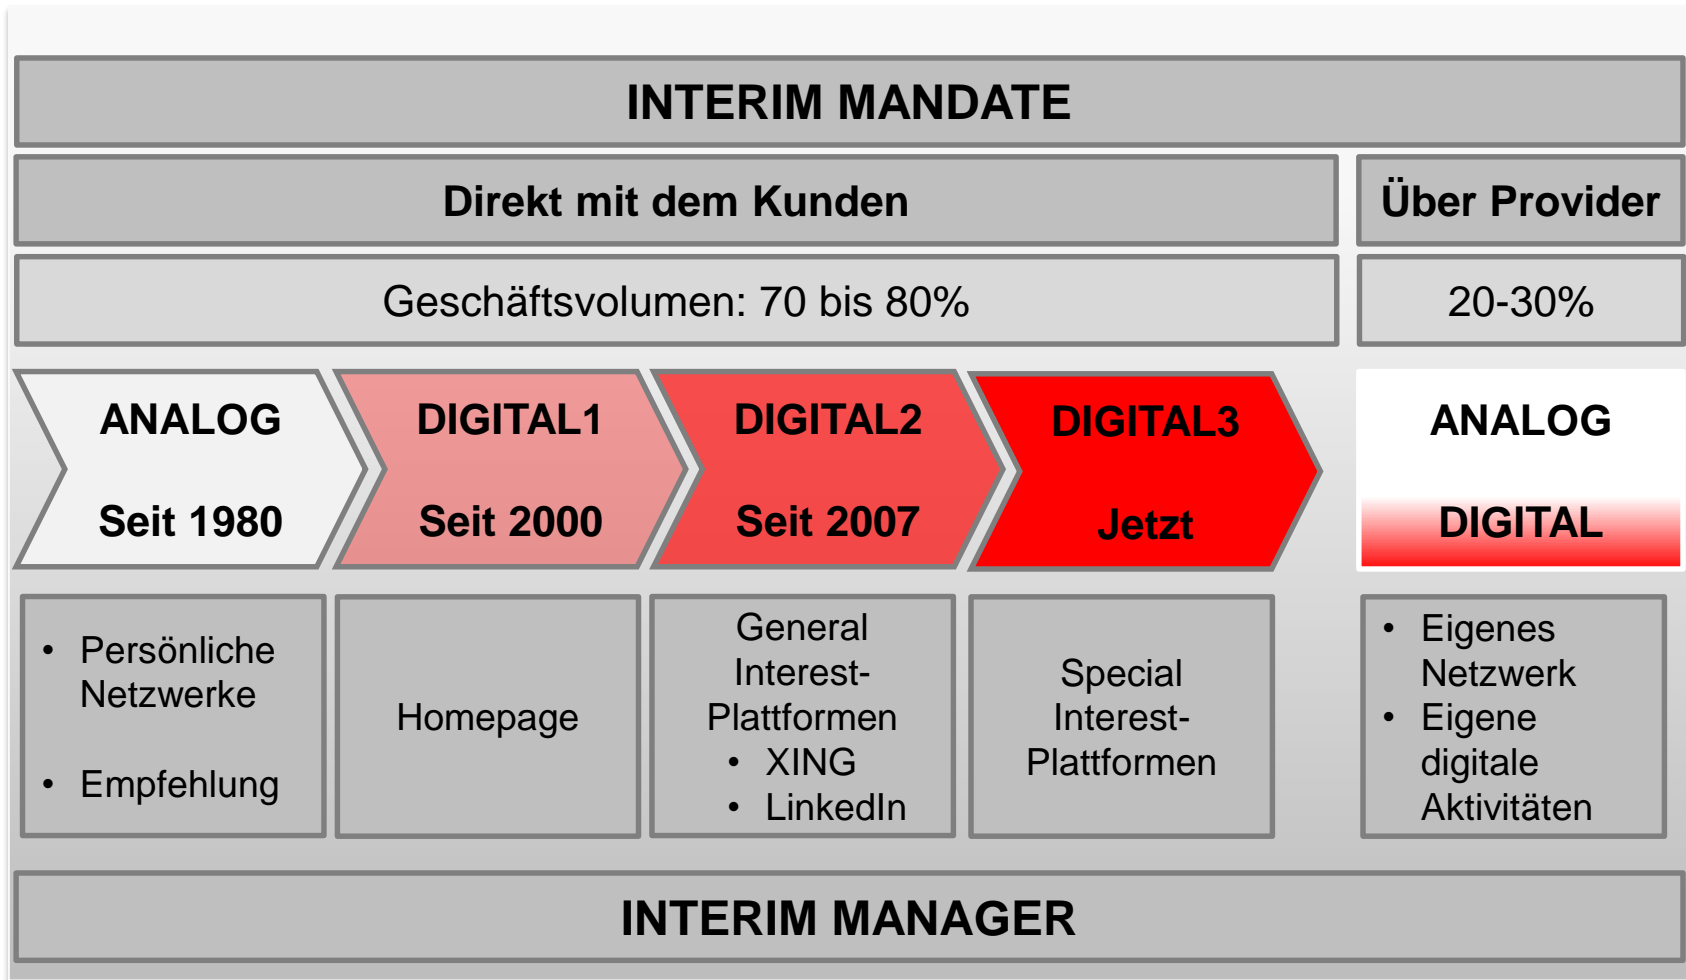 INTERIM MANDATE
Direkt mit dem Kunden
Über Provider
Geschäftsvolumen: 70 bis 80%
20-30%
ANALOG
Seit 1980
DIGITAL1
Seit 2000
DIGITAL2
Seit 2007
DIGITAL3
Jetzt
ANALOG
DIGITAL
• Persönliche
Netzwerke
• Empfehlung
Homepage
General
Interest-
Plattformen
• XING
• LinkedIn
Special
Interest-
Plattformen
• Eigenes
Netzwerk
• Eigene
digitale
Aktivitäten
INTERIM MANAGER